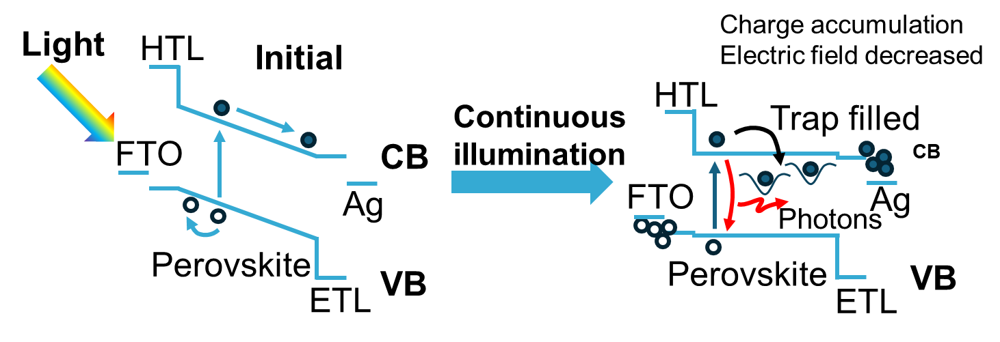 Light
HTL
Initial
FTO
CB
Ag
Perovskite
VB
ETL
Continuous
illumination
Charge accumulation
Electric field decreased
HTL
Trap filled
CB
FTO
Ag
Photons
Perovskite
VB
ETL